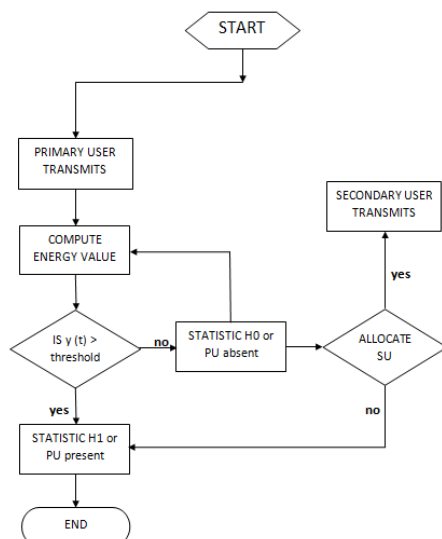 START
PRIMARY USER
TRANSMITS
SECONDARY USER
TRANSMITS
COMPUTE
ENERGY VALUE
yes
IS y (t) >
threshold
no
STATISTIC H0 or
PU absent
ALLOCATE
SU
yes
no
STATISTIC H1 or
PU present
END